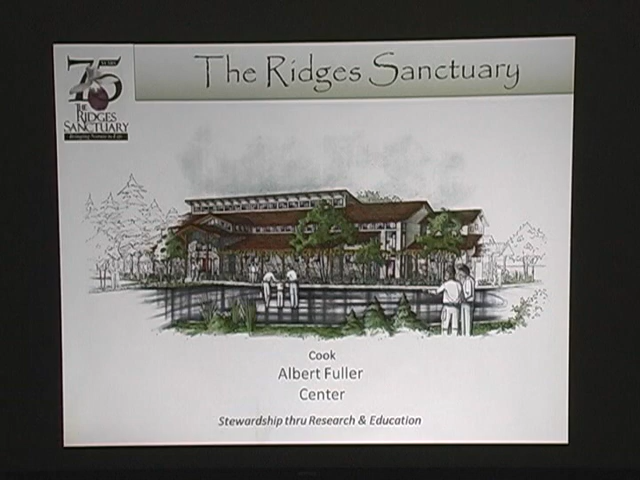 75
The Ridges Sanctuary
THE
RIDGES
SANCTUARY
Cook
Albert Fuller
Center
Stewardship thru Research & Education